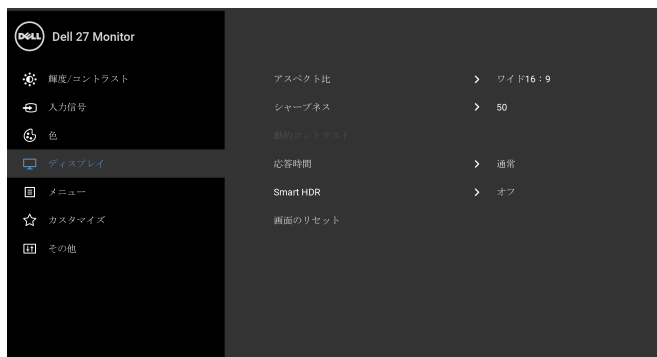 DELL Dell 27 Monitor
輝度/コントラスト
入力信号
色
ディスプレイ
メニュー
カスタマイズ
その他
アスペクト比 ワイド16：9
シャープネス 50
動的コントラスト
応答時間 通常
Smart HDR オフ
画面のリセット